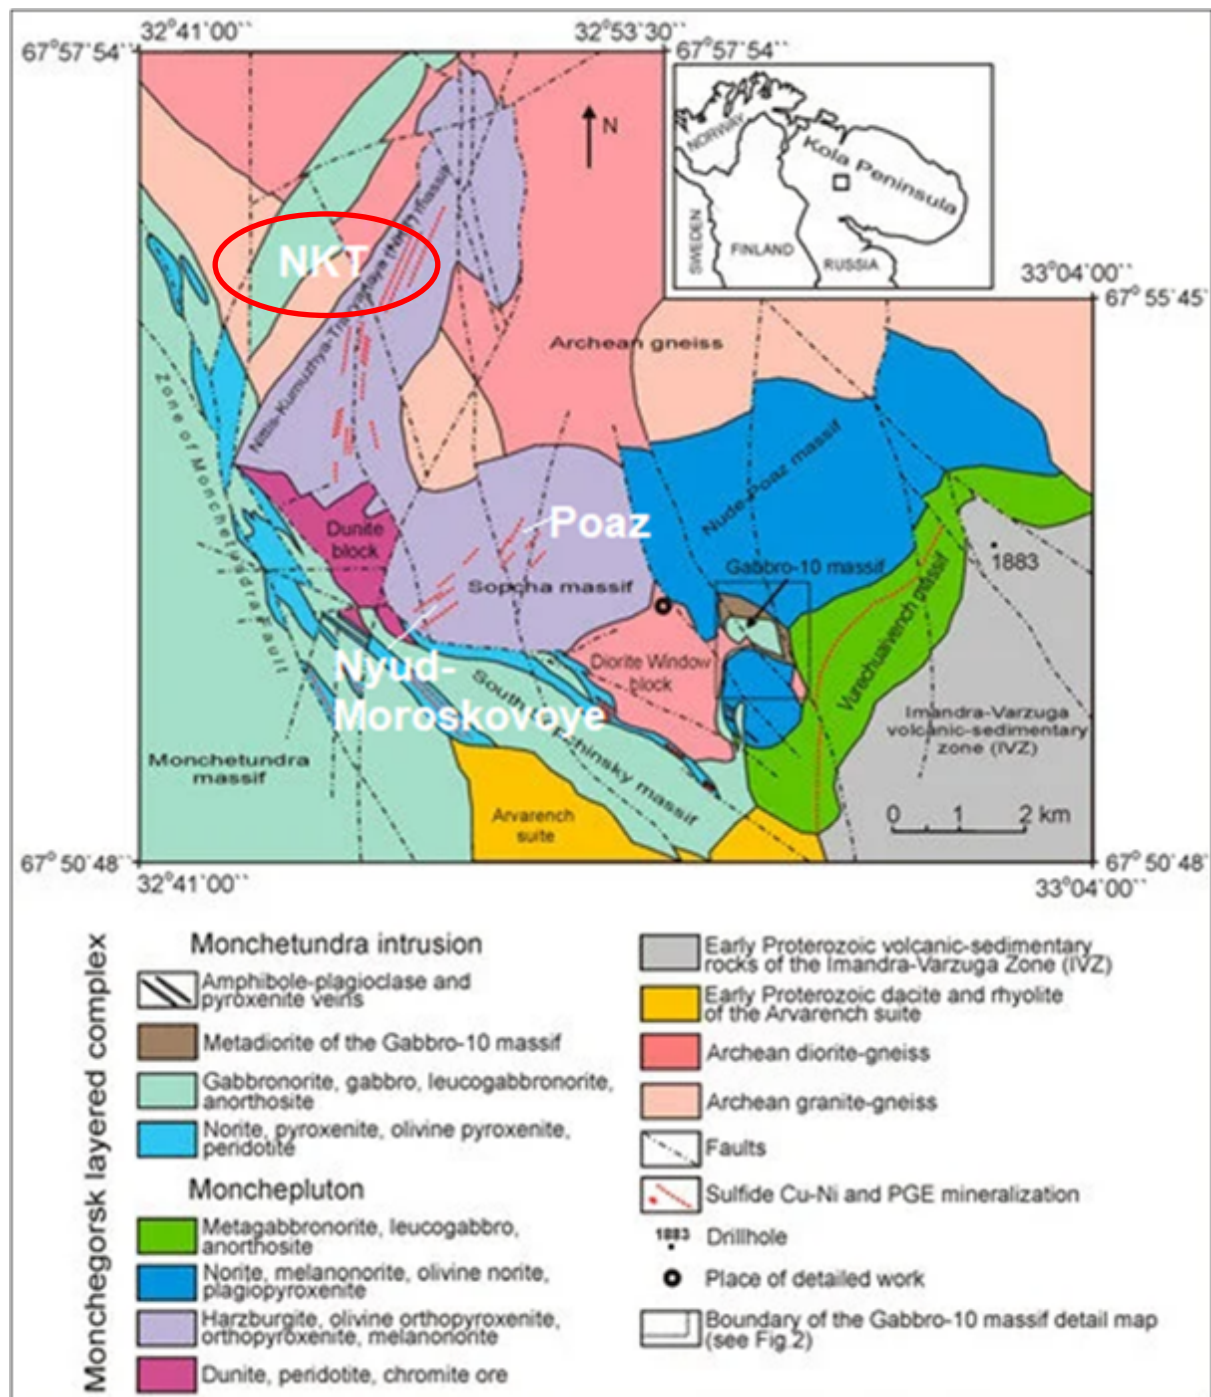 32°41´00´´
32°53´30´´
67°57´54´´
67°57´54´´
N
NORWAY
Kola Peninsula
SWEDEN
FINLAND
RUSSIA
33°04´00´´
67°55´45´´
NKT
massif
Archean gneiss
Zone of Monchetundra Fault
Nude-Poaz massif
Dunite
block
Poaz
Gabbro-10 massif
1883
Sopcha massif
Nyud-
Moroskovoye
Diorite Window
block
South
massif
Vurechuaivench massif
Imandra-Varzuga
volcanic-sedimentary
zone (IVZ)
Monchetundra
massif
Arvarench
suite
0 1 2 km
67°50´48´´
67°50´48´´
32°41´00´´
33°04´00´´
Monchegorsk layered complex
Monchetundra intrusion
Amphibole-plagioclase and
pyroxenite veins
Metadiorite of the Gabbro-10 massif
Gabbronorite, gabbro, leucogabbronorite,
anorthosite
Norite, pyroxenite, olivine pyroxenite,
peridotite
Monchepluton
Metagabbronorite, leucogabbro,
anorthosite
Norite, melanonorite, olivine norite,
plagiopyroxenite
Harzburgite, olivine orthopyroxenite,
orthopyroxenite, melanonorite
Dunite, peridotite, chromite ore
Early Proterozoic volcanic-sedimentary
rocks of the Imandra-Varzuga Zone (IVZ)
Early Proterozoic dacite and rhyolite
of the Arvarench suite
Archean diorite-gneiss
Archean granite-gneiss
Faults
Sulfide Cu-Ni and PGE mineralization
1883 Drillhole
Place of detailed work
Boundary of the Gabbro-10 massif detail map
(see Fig.2)